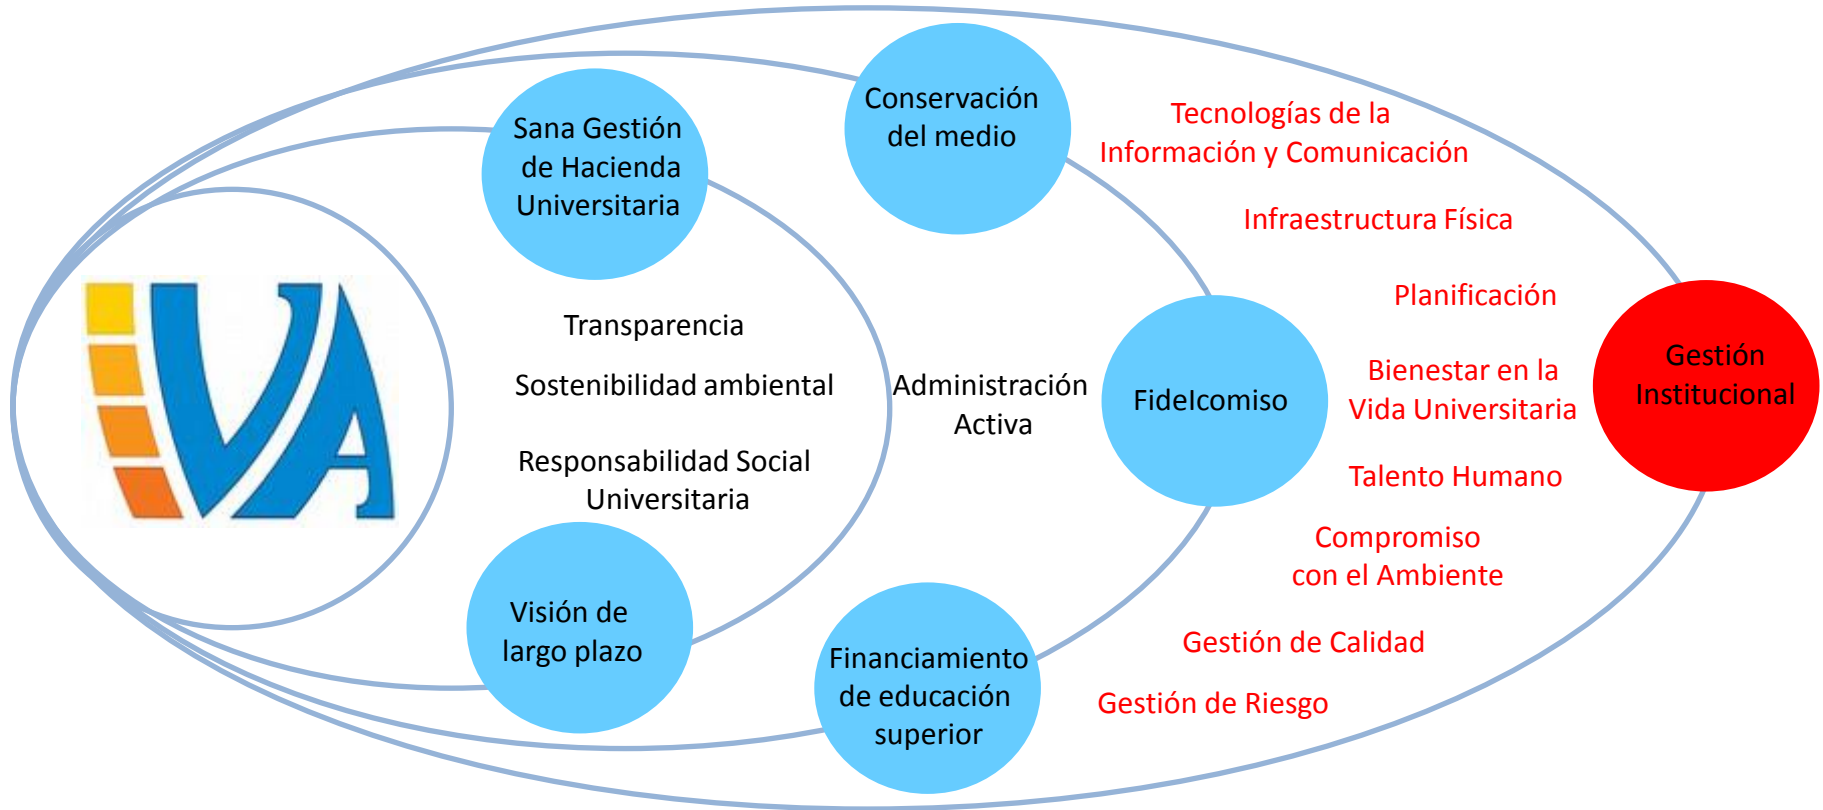 VA
Sana Gestión
de Hacienda
Universitaria
Transparencia
Sostenibilidad ambiental
Responsabilidad Social
Universitaria
Visión de
largo plazo
Conservación
del medio
Administración
Activa
FideIcomiso
Financiamiento
de educación
superior
Tecnologías de la
Información y Comunicación
Infraestructura Física
Planificación
Bienestar en la
Vida Universitaria
Talento Humano
Compromiso
con el Ambiente
Gestión de Calidad
Gestión de Riesgo
Gestión
Institucional